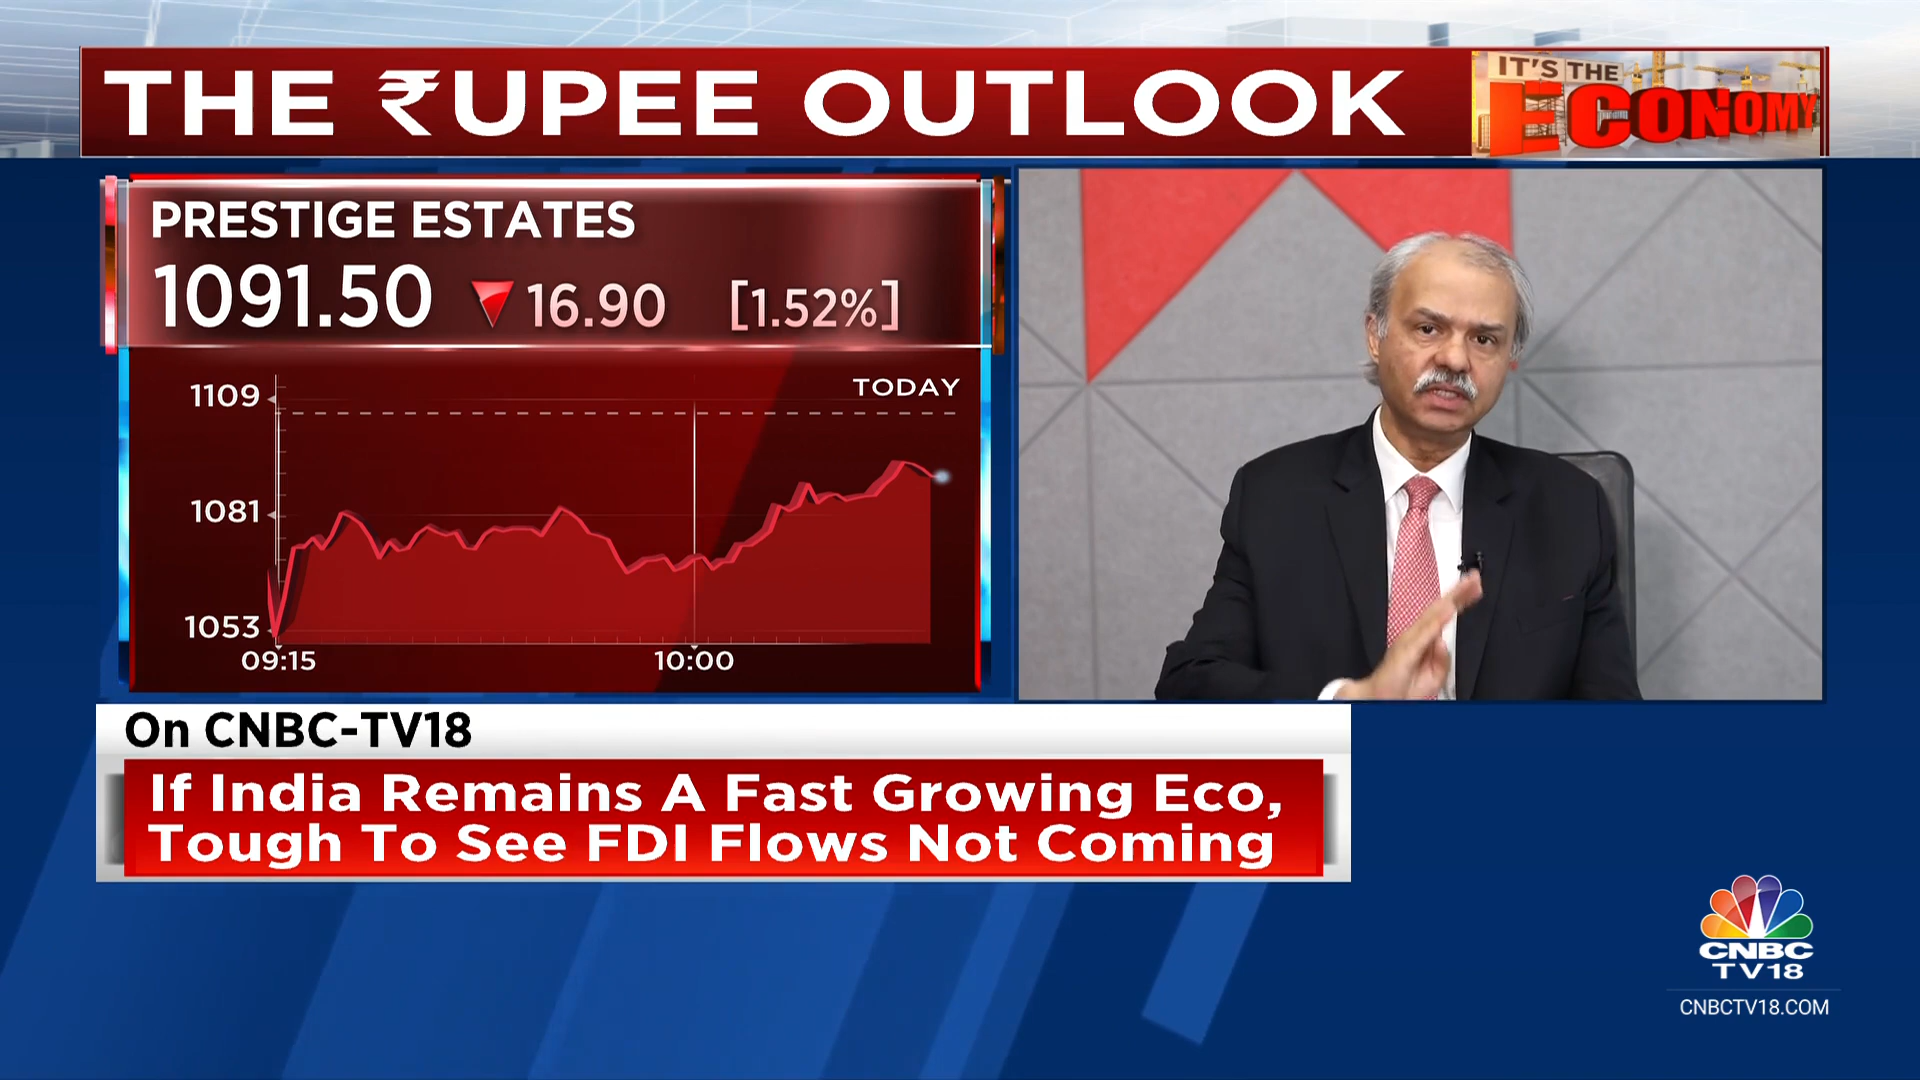 THE ₹UPEE OUTLOOK
IT'S THE
ECONOMY
PRESTIGE ESTATES
1091.50 ▼16.90 [1.52%]
TODAY
1109
1081
1053
09:15 10:00
On CNBC-TV18
If India Remains A Fast Growing Eco,
Tough To See FDI Flows Not Coming
CNBC
TV18
CNBCTV18.COM